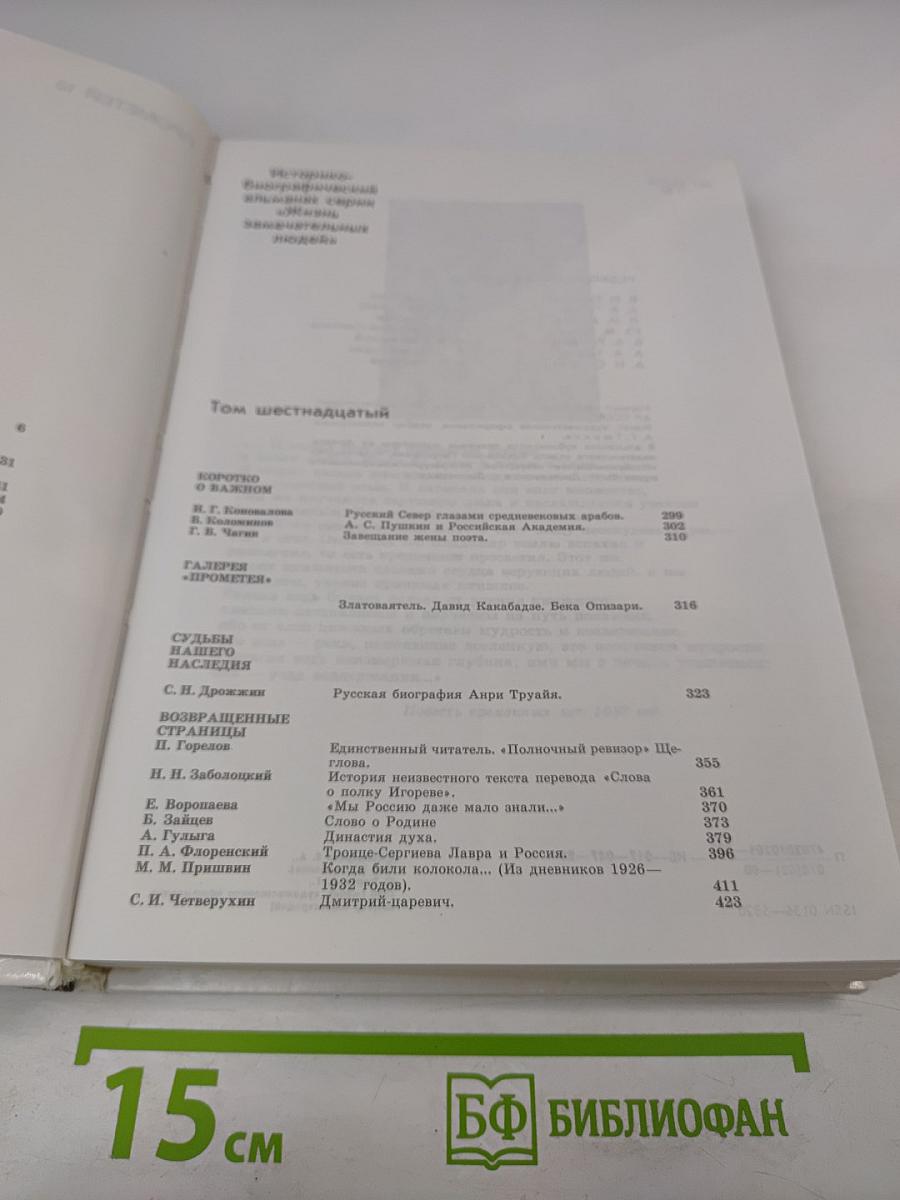 6
Историко-
биографический
альманах серии
«Жизнь
замечательных
людей»
Том шестнадцатый
КОРОТКО
О ВАЖНОМ
И. Г. Коновалова Русский Север глазами средневековых арабов. 299
В. Коломинов А. С. Пушкин и Российская Академия. 302
Г. В. Чагин Завещание жены поэта. 310
ГАЛЕРЕЯ
«ПРОМЕТЕЯ»
Златоваятель. Давид Какабадзе. Бека Опизари. 316
СУДЬБЫ
НАШЕГО
НАСЛЕДИЯ
С. Н. Дрожжин Русская биография Анри Труайя. 323
ВОЗВРАЩЕННЫЕ
СТРАНИЦЫ
П. Горелов Единственный читатель. «Полночный ревизор» Ще-
глова. 355
Н. Н. Заболоцкий История неизвестного текста перевода «Слова
о полку Игореве». 361
Е. Воропаева «Мы Россию даже мало знали...» 370
Б. Зайцев Слово о Родине 373
А. Гулыга Династия духа. 379
П. А. Флоренский Троице-Сергиева Лавра и Россия. 396
М. М. Пришвин Когда били колокола... (Из дневников 1926—
1932 годов). 411
С. И. Четверухин Дмитрий-царевич. 423
15 см
БФ БИБЛИОФАН